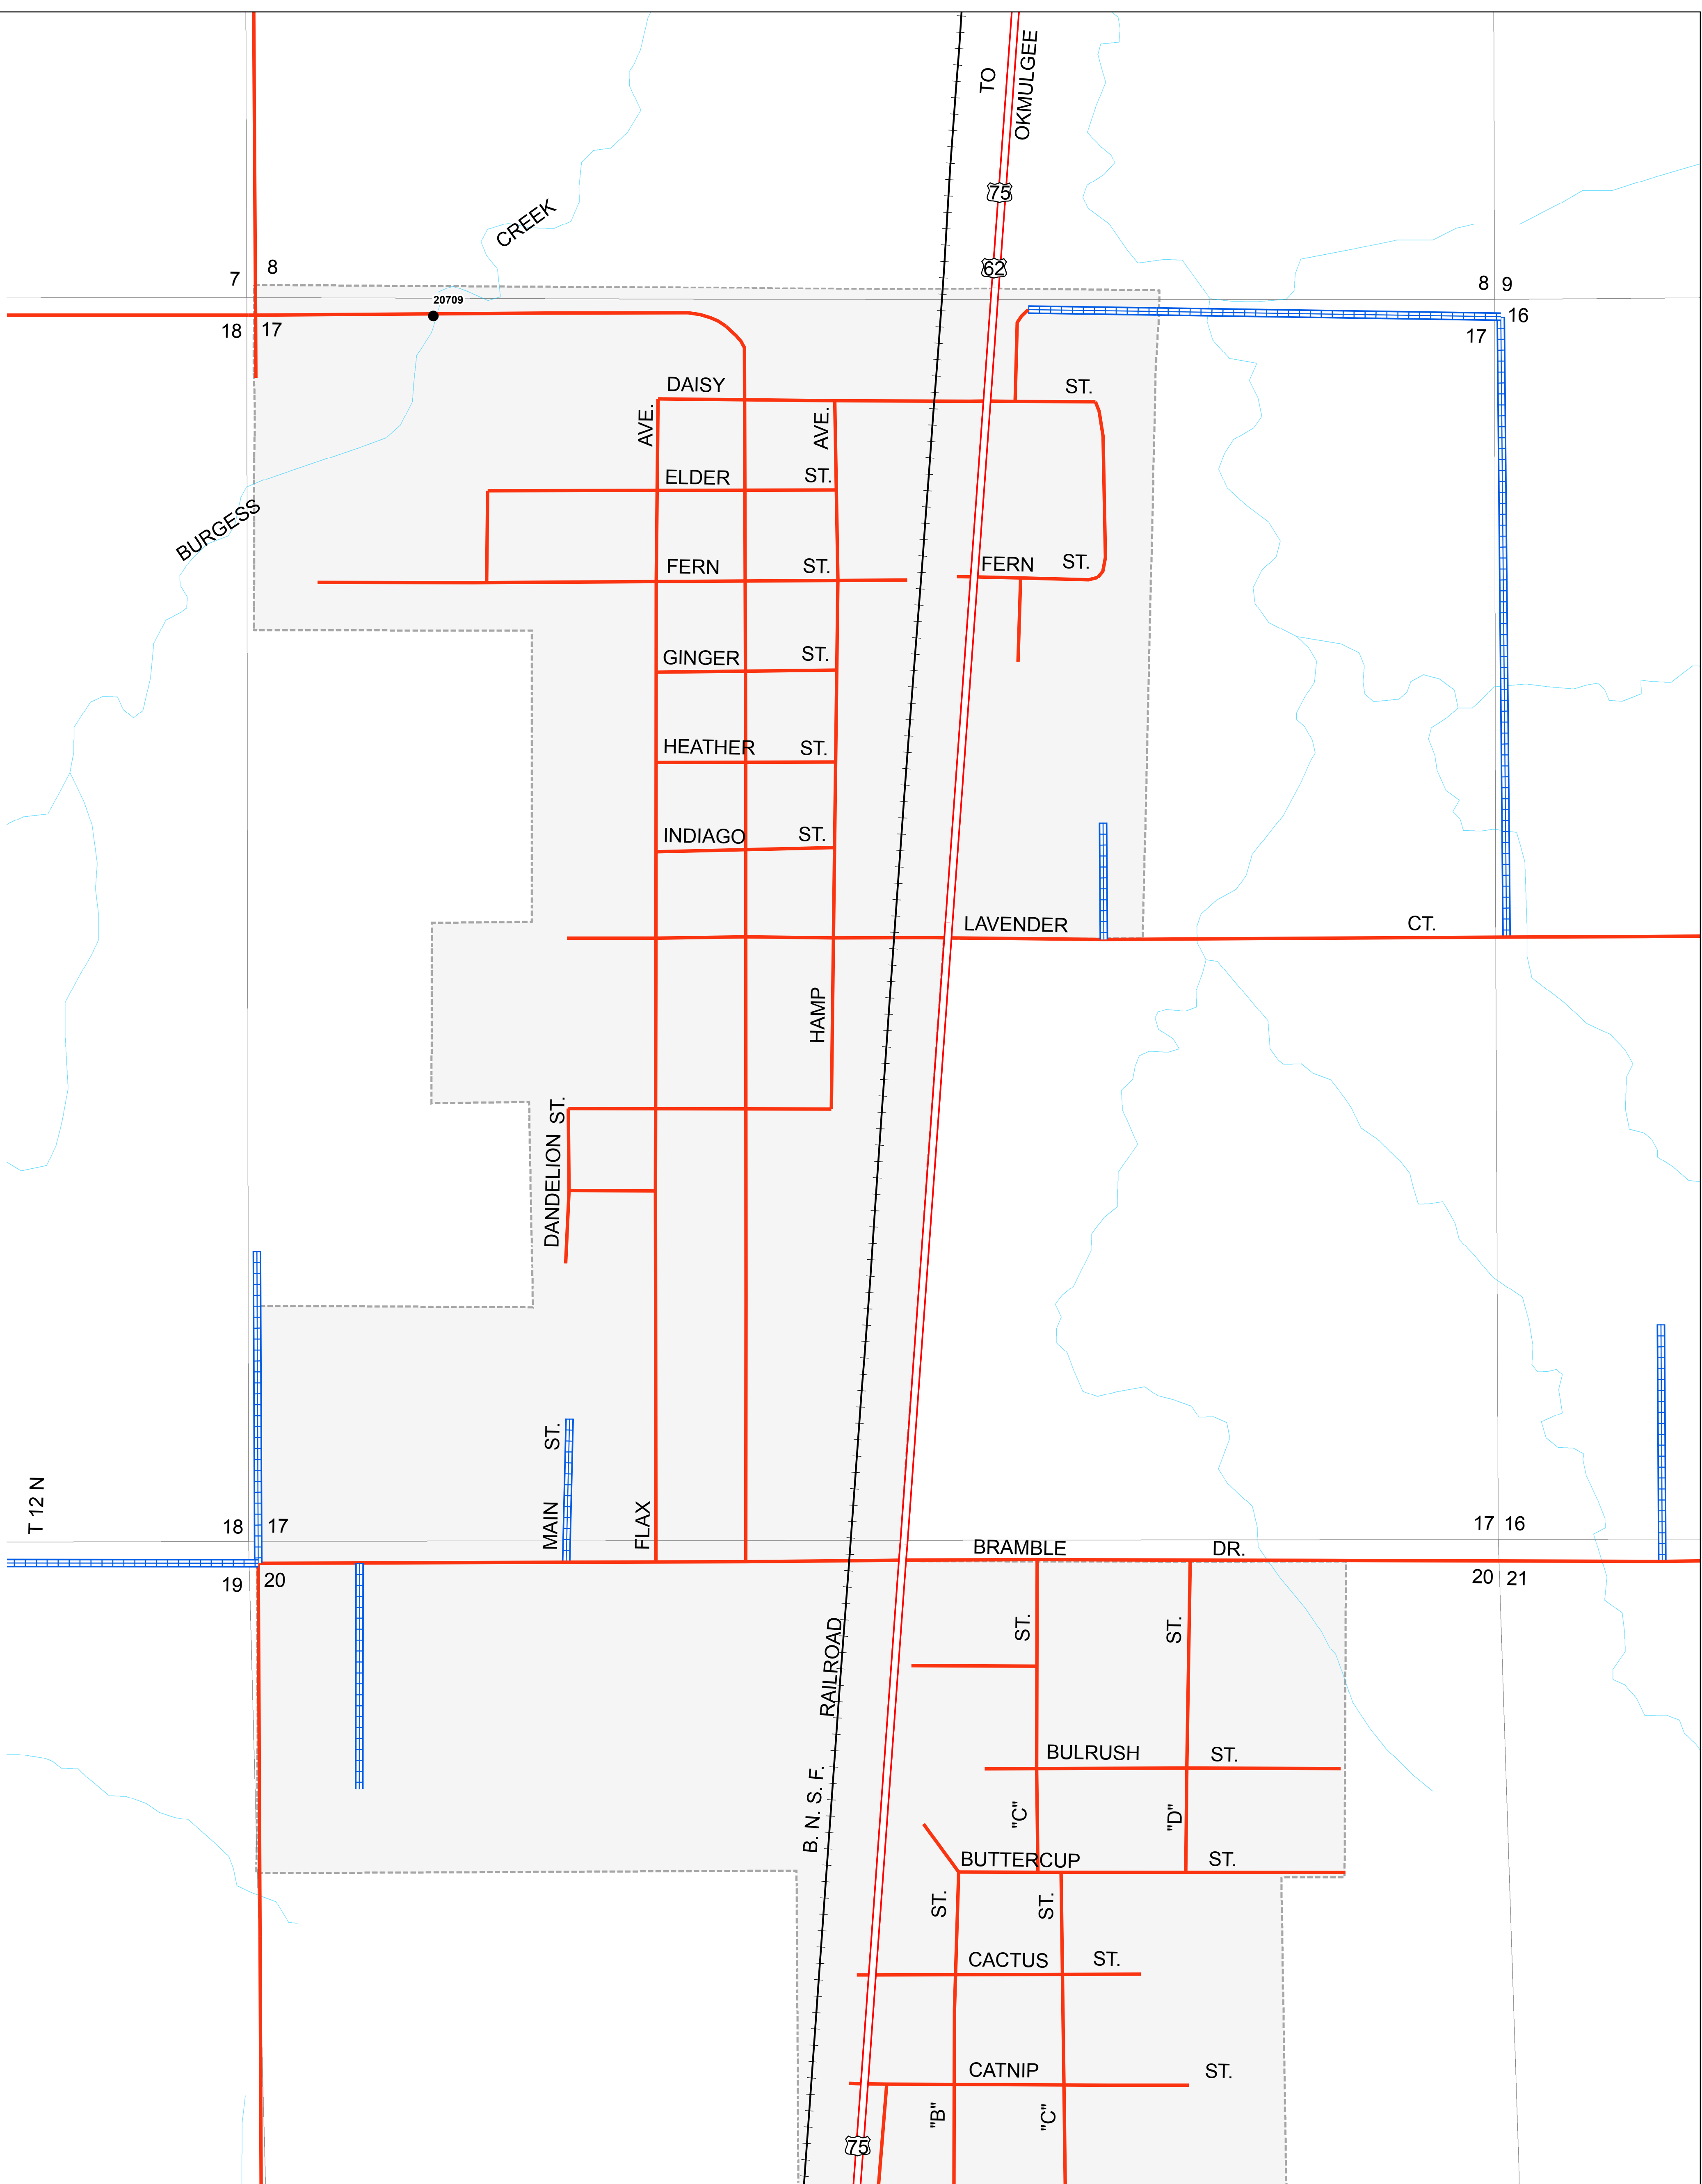 TO
OKMULGEE
75
62
CREEK
7
8
8
9
20709
18
17
17
16
DAISY ST.
AVE.
AVE.
ELDER ST.
BURGESS
FERN ST.
FERN ST.
GINGER ST.
HEATHER ST.
INDIAGO ST.
LAVENDER CT.
HAMP
DANDELION ST.
MAIN ST.
FLAX
T 12 N
18
17
17
16
BRAMBLE DR.
19
20
20
21
B. N. S. F. RAILROAD
ST.
ST.
BULRUSH ST.
"C"
"D"
BUTTERCUP ST.
ST.
ST.
CACTUS ST.
CATNIP ST.
"B"
"C"
75